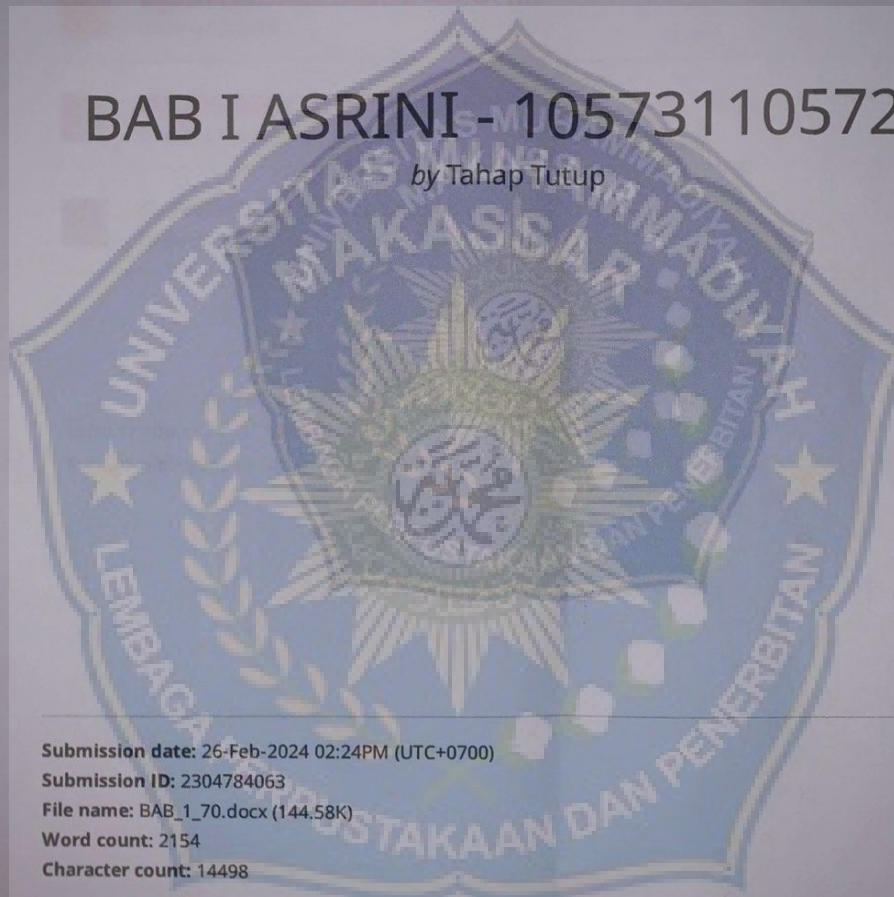 BAB I ASRINI - 105731110572
by Tahap Tutup
UNIVERSITAS MUHAMMADIYAH
MAKASSAR
LEMBAGA PERPUSTAKAAN DAN PENERBITAN
Submission date: 26-Feb-2024 02:24PM (UTC+0700)
Submission ID: 2304784063
File name: BAB_1_70.docx (144.58K)
Word count: 2154
Character count: 14498